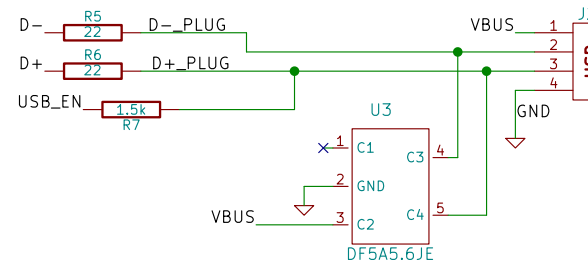 D- R5 22 D-_PLUG VBUS 1 J
2
D+ R6 22 D+_PLUG 3
4
USB_EN 1.5k R7 GND
U3
1 C1 C3 4
2 GND
VBUS 3 C2 C4 5
DF5A5.6JE